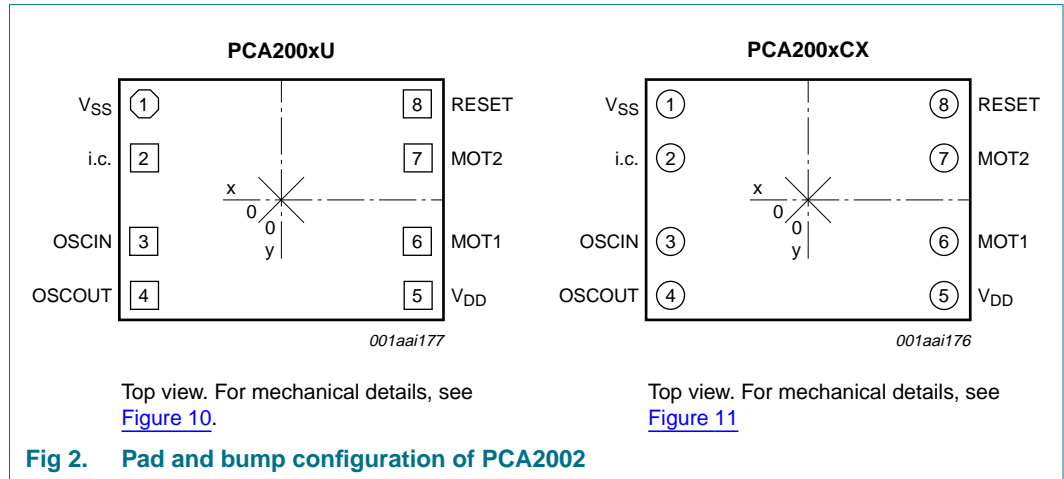 PCA200xU
VSS 1 8 RESET
i.c. 2 7 MOT2
x
0
0
y
OSCIN 3 6 MOT1
OSCOUT 4 5 VDD
001aai177
Top view. For mechanical details, see
Figure 10.
PCA200xCX
VSS 1 8 RESET
i.c. 2 7 MOT2
x
0
0
y
OSCIN 3 6 MOT1
OSCOUT 4 5 VDD
001aai176
Top view. For mechanical details, see
Figure 11
Fig 2. Pad and bump configuration of PCA2002